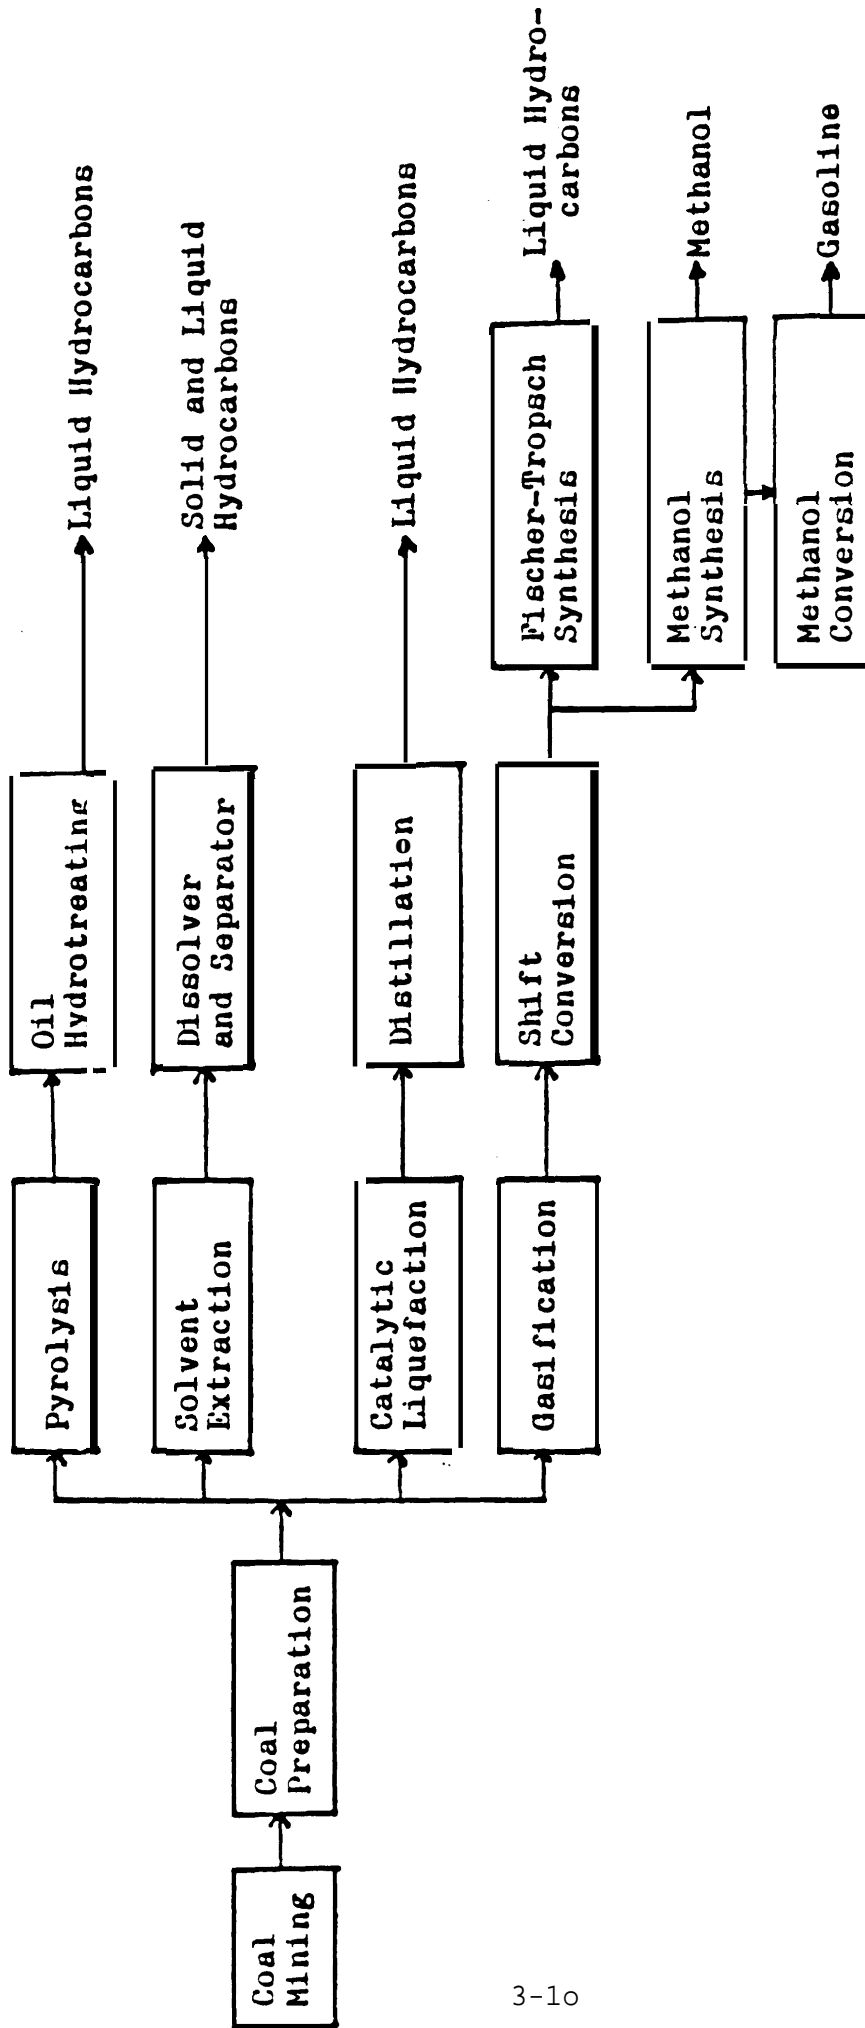 Coal
Mining
Coal
Preparation
Pyrolysis
Oil
Hydrotreating
Liquid Hydrocarbons
Solvent
Extraction
Dissolver
and Separator
Solid and Liquid
Hydrocarbons
Catalytic
Liquefaction
Distillation
Liquid Hydrocarbons
Gasification
Shift
Conversion
Fischer-Tropsch
Synthesis
Liquid Hydro-
carbons
Methanol
Synthesis
Methanol
Methanol
Conversion
Gasoline
3-1o